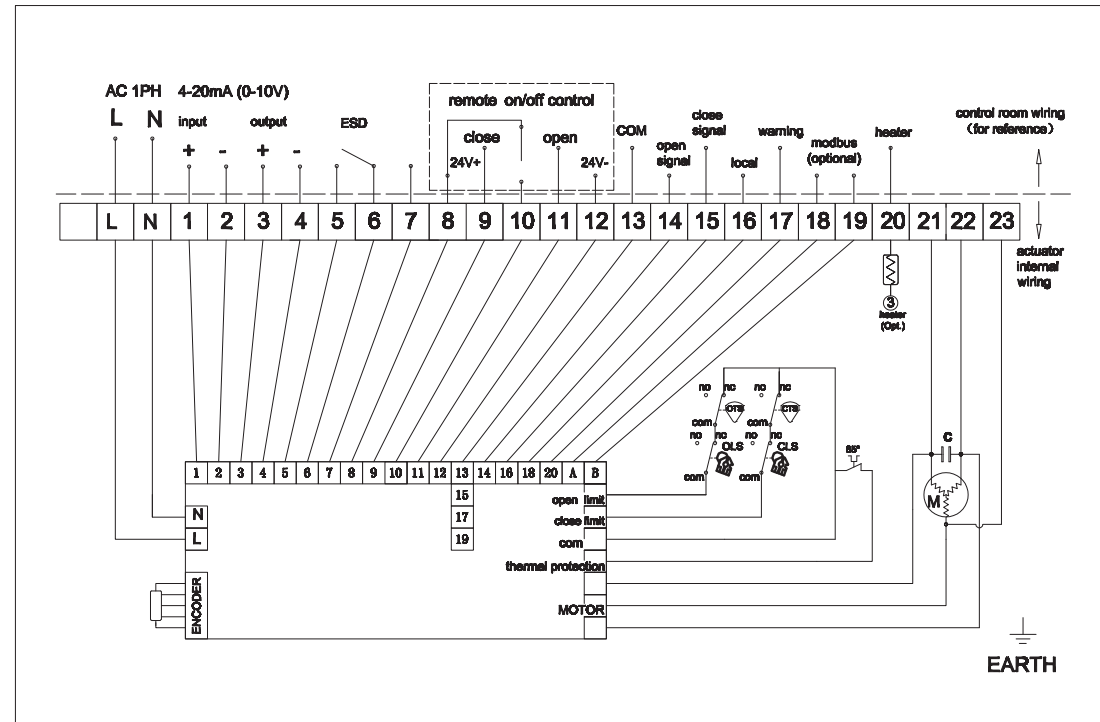 AC 1PH 4-20mA (0-10V)
L N input output ESD
+ - + -
remote on/off control
close open
24V+ 24V-
COM
open
signal
close
signal
local
warning
modbus
(optional)
heater
control room wiring
(for reference)
L N 1 2 3 4 5 6 7 8 9 10 11 12 13 14 15 16 17 18 19 20 21 22 23
actuator
internal
wiring
3
heater
(Opt.)
no nc no nc
OTS CTS
com com
no nc no nc
OLS CLS
com com
85°
C
M
1 2 3 4 5 6 7 8 9 10 11 12 13 14 16 18 20 A B
15
17
19
N
L
ENCODER
open limit
close limit
com
thermal protection
MOTOR
EARTH